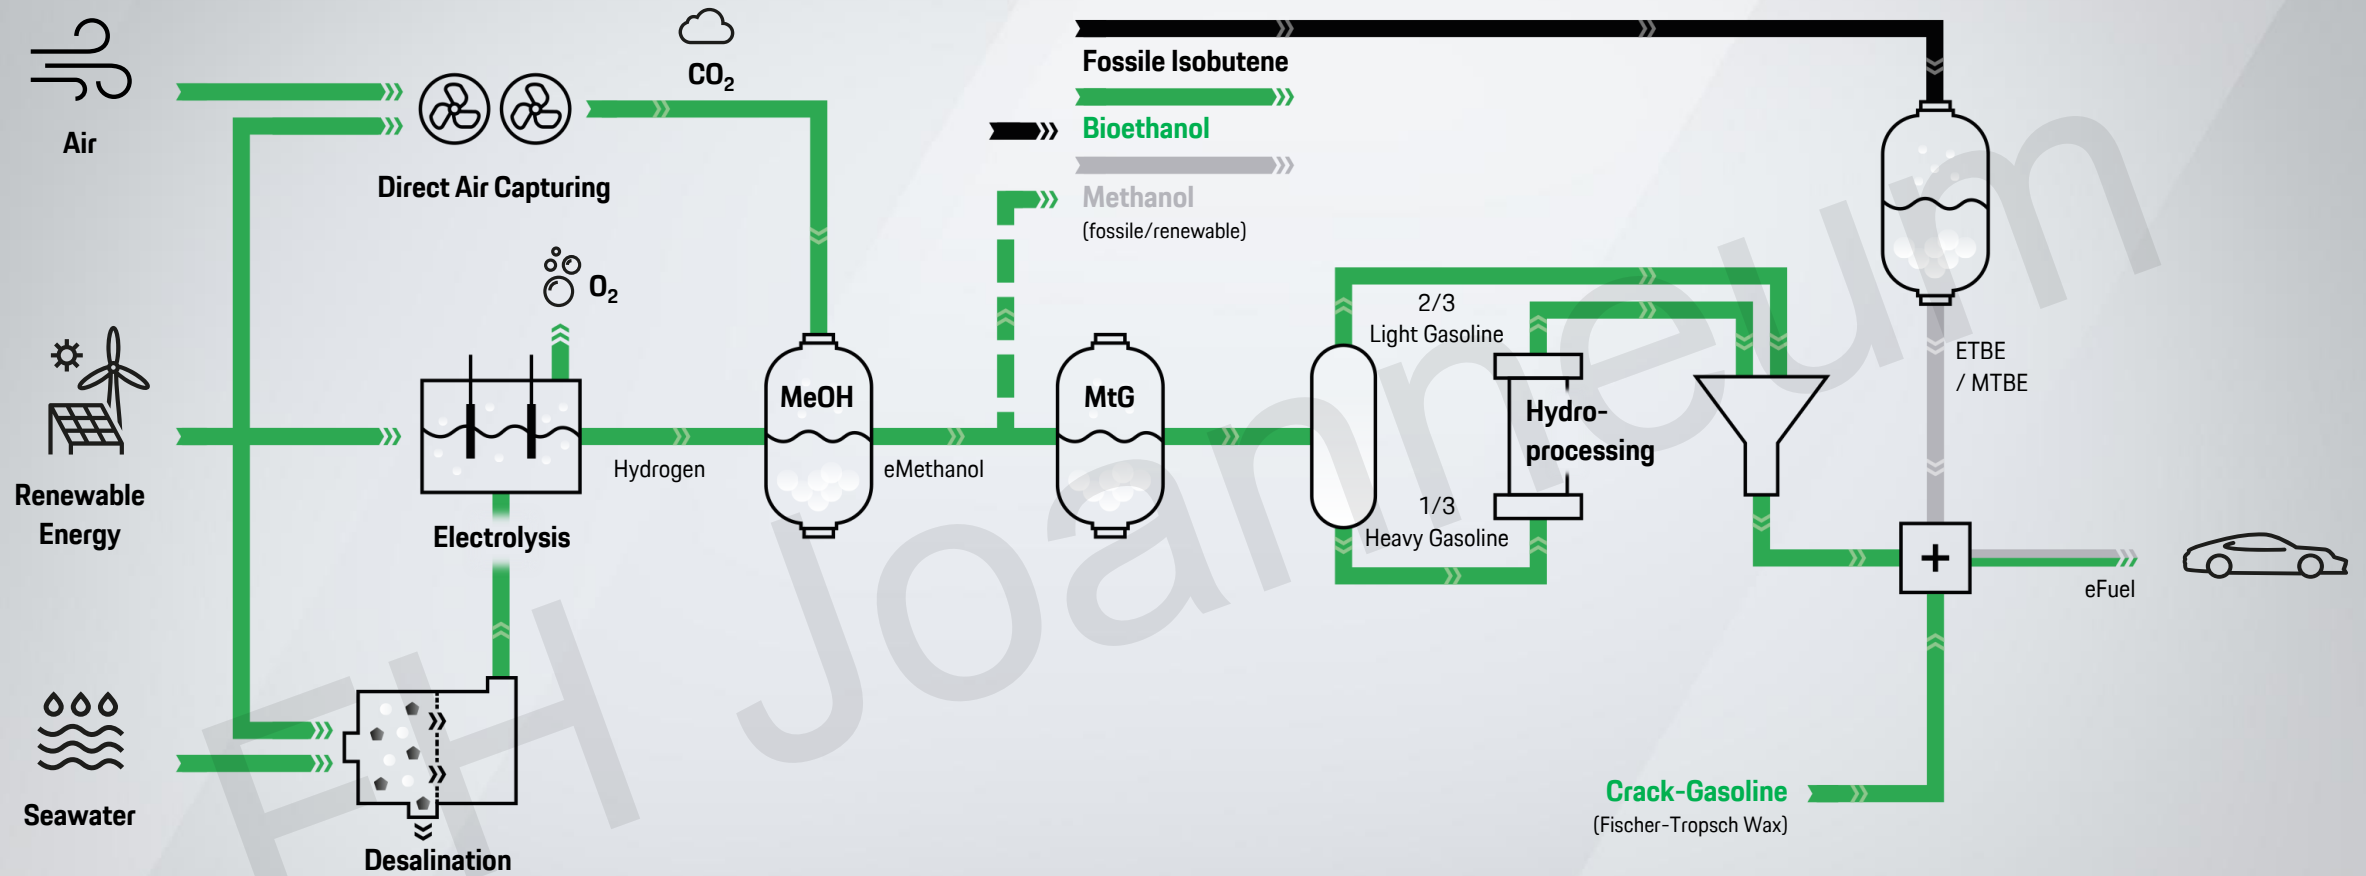 Air
Direct Air Capturing
CO₂
Fossile Isobutene
Bioethanol
Methanol
(fossile/renewable)
O₂
Renewable
Energy
Electrolysis
Hydrogen
MeOH
eMethanol
MtG
2/3
Light Gasoline
Hydro-
processing
1/3
Heavy Gasoline
ETBE
/ MTBE
+
eFuel
Seawater
Desalination
Crack-Gasoline
(Fischer-Tropsch Wax)
FH Joanneum